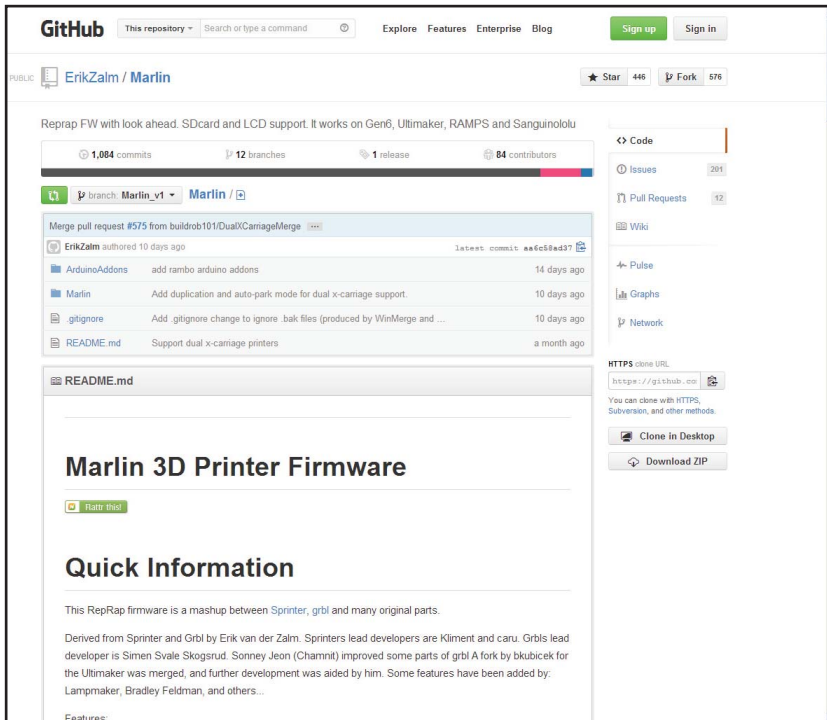 GitHub This repository Search or type a command Explore Features Enterprise Blog Sign up Sign in
PUBLIC ErikZalm / Marlin Star 446 Fork 576
Reprap FW with look ahead. SDcard and LCD support. It works on Gen6, Ultimaker, RAMPS and Sanguinololu
1,084 commits 12 branches 1 release 84 contributors
branch: Marlin_v1 Marlin /
Merge pull request #575 from buildrob101/DualXCarriageMerge ...
ErikZalm authored 10 days ago latest commit aa6c58ad37
ArduinoAddons add rambo arduino addons 14 days ago
Marlin Add duplication and auto-park mode for dual x-carriage support. 10 days ago
.gitignore Add .gitignore change to ignore .bak files (produced by WinMerge and ... 10 days ago
README.md Support dual x-carriage printers a month ago
README.md
Marlin 3D Printer Firmware
Flattr this!
Quick Information
This RepRap firmware is a mashup between Sprinter, grbl and many original parts.
Derived from Sprinter and Grbl by Erik van der Zalm. Sprinters lead developers are Kliment and caru. Grbls lead
developer is Simen Svale Skogsrud. Sonney Jeon (Chamnit) improved some parts of grbl A fork by bkubicek for
the Ultimaker was merged, and further development was aided by him. Some features have been added by:
Lampmaker, Bradley Feldman, and others...
Features:
<> Code
Issues 201
Pull Requests 12
Wiki
Pulse
Graphs
Network
HTTPS clone URL
https://github.co
You can clone with HTTPS,
Subversion, and other methods.
Clone in Desktop
Download ZIP